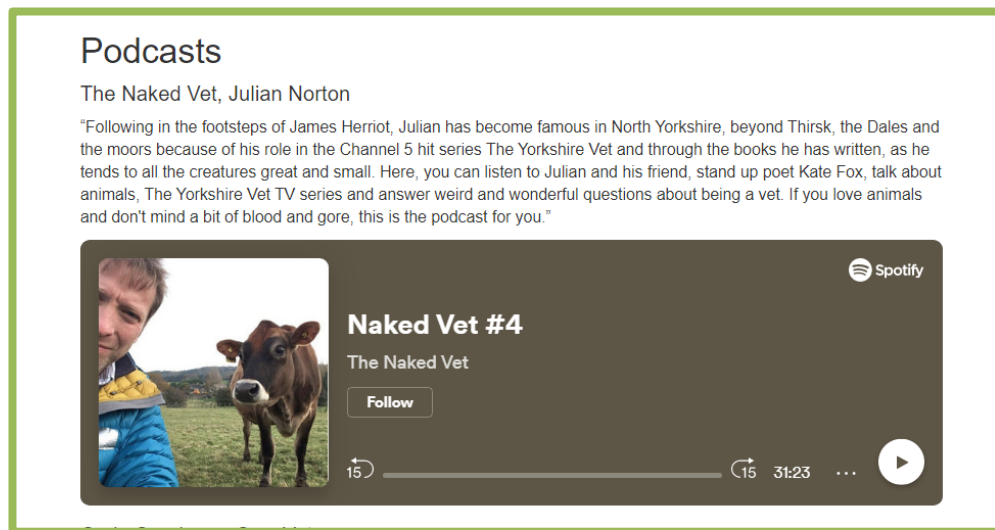 Podcasts
The Naked Vet, Julian Norton
“Following in the footsteps of James Herriot, Julian has become famous in North Yorkshire, beyond Thirsk, the Dales and
the moors because of his role in the Channel 5 hit series The Yorkshire Vet and through the books he has written, as he
tends to all the creatures great and small. Here, you can listen to Julian and his friend, stand up poet Kate Fox, talk about
animals, The Yorkshire Vet TV series and answer weird and wonderful questions about being a vet. If you love animals
and don't mind a bit of blood and gore, this is the podcast for you.”
Spotify
Naked Vet #4
The Naked Vet
Follow
15 15 31:23 ...